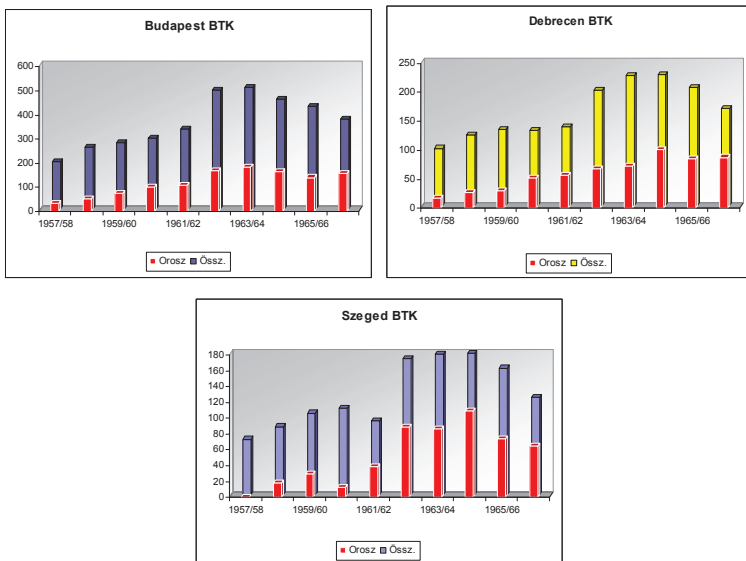 Budapest BTK
600
500
400
300
200
100
0
1957/58 1959/60 1961/62 1963/64 1965/66
Orosz Össz.
Debrecen BTK
250
200
150
100
50
0
1957/58 1959/60 1961/62 1963/64 1965/66
Orosz Össz.
Szeged BTK
180
160
140
120
100
80
60
40
20
0
1957/58 1959/60 1961/62 1963/64 1965/66
Orosz Össz.